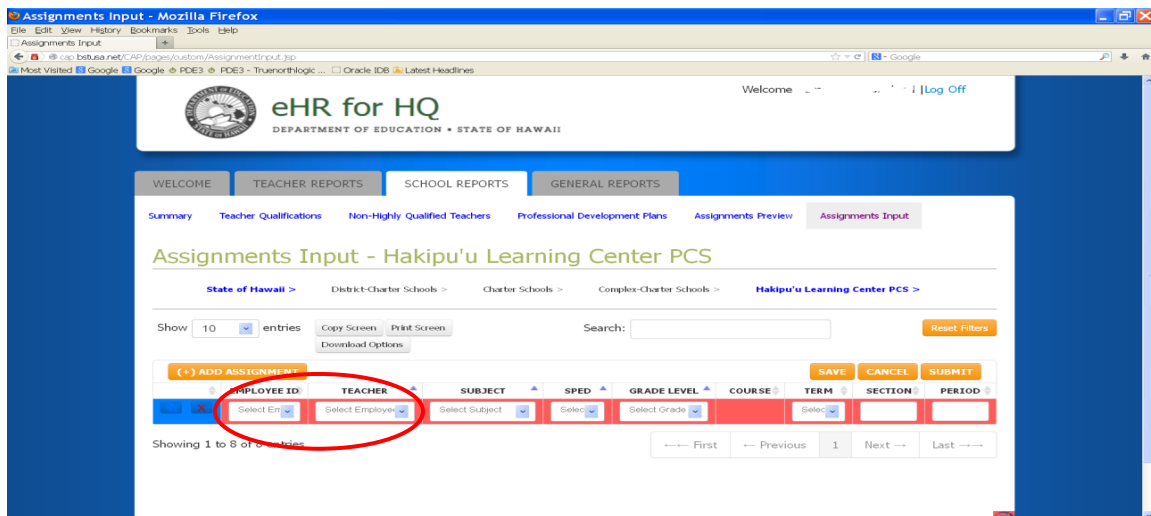 Assignments Input - Mozilla Firefox
File Edit View History Bookmarks Tools Help
Assignments Input +
cap.bstusa.net/CAP/pages/custom/AssignmentInput.jsp Google
Most Visited Google Google PDE3 PDE3 - Truenorthlogic ... Oracle IDB Latest Headlines
eHR for HQ
DEPARTMENT OF EDUCATION • STATE OF HAWAII
Welcome | Log Off
WELCOME TEACHER REPORTS SCHOOL REPORTS GENERAL REPORTS
Summary Teacher Qualifications Non-Highly Qualified Teachers Professional Development Plans Assignments Preview Assignments Input
Assignments Input - Hakipu'u Learning Center PCS
State of Hawaii > District-Charter Schools > Charter Schools > Complex-Charter Schools > Hakipu'u Learning Center PCS >
Show 10 entries Copy Screen Print Screen Search: Reset Filters
Download Options
(+) ADD ASSIGNMENT SAVE CANCEL SUBMIT
EMPLOYEE ID TEACHER SUBJECT SPED GRADE LEVEL COURSE TERM SECTION PERIOD
X Select Em Select Employee Select Subject Selec Select Grade Selec
Showing 1 to 8 of 8 entries ←← First ← Previous 1 Next → Last →→